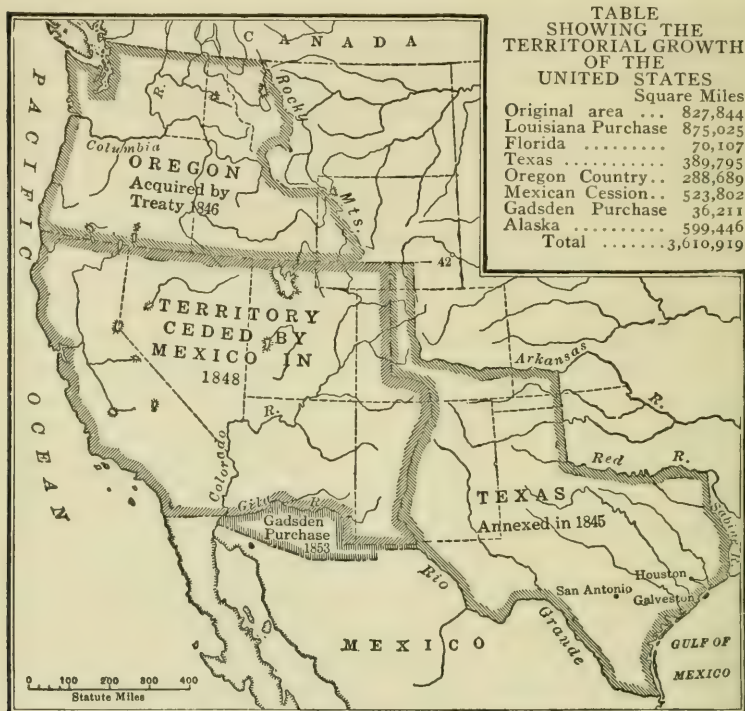 TABLE
SHOWING THE
TERRITORIAL GROWTH
OF THE
UNITED STATES
Square Miles
Original area ... 827,844
Louisiana Purchase 875,025
Florida ......... 70,107
Texas ........... 389,795
Oregon Country.. 288,689
Mexican Cession.. 523,802
Gadsden Purchase 36,211
Alaska .......... 599,446
Total .......3,610,919
CANADA
PACIFIC OCEAN
Rocky Mts.
R.
Columbia
OREGON
Acquired by
Treaty 1846
42°
TERRITORY
CEDED BY
MEXICO IN
1848
Arkansas R.
Colorado R.
Red R.
Gila R.
Gadsden
Purchase
1853
TEXAS
Annexed in 1845
Sabine R.
Houston
San Antonio
Galveston
Rio Grande
MEXICO
GULF OF
MEXICO
0 100 200 300 400
Statute Miles